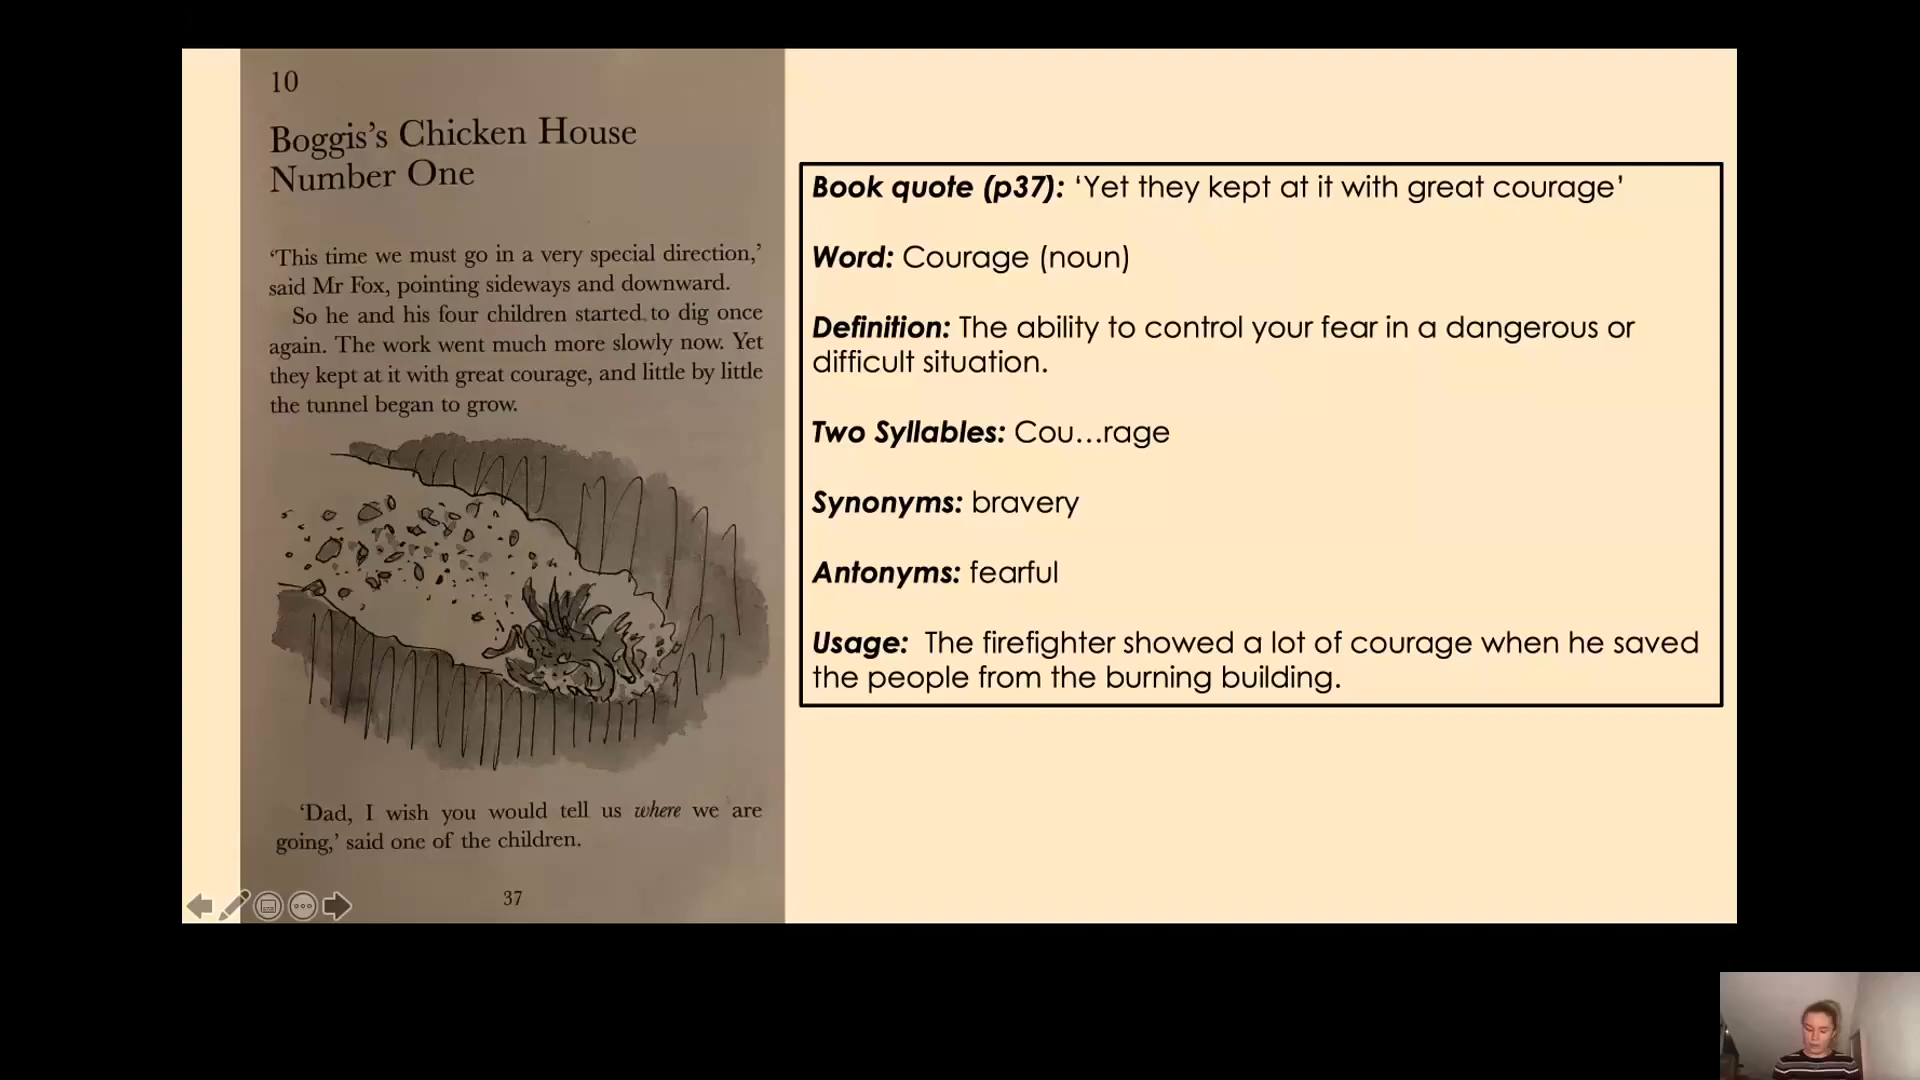 10
Boggis’s Chicken House
Number One
‘This time we must go in a very special direction,’
said Mr Fox, pointing sideways and downward.
So he and his four children started to dig once
again. The work went much more slowly now. Yet
they kept at it with great courage, and little by little
the tunnel began to grow.
‘Dad, I wish you would tell us where we are
going,’ said one of the children.
37
Book quote (p37): ‘Yet they kept at it with great courage’
Word: Courage (noun)
Definition: The ability to control your fear in a dangerous or
difficult situation.
Two Syllables: Cou...rage
Synonyms: bravery
Antonyms: fearful
Usage: The firefighter showed a lot of courage when he saved
the people from the burning building.